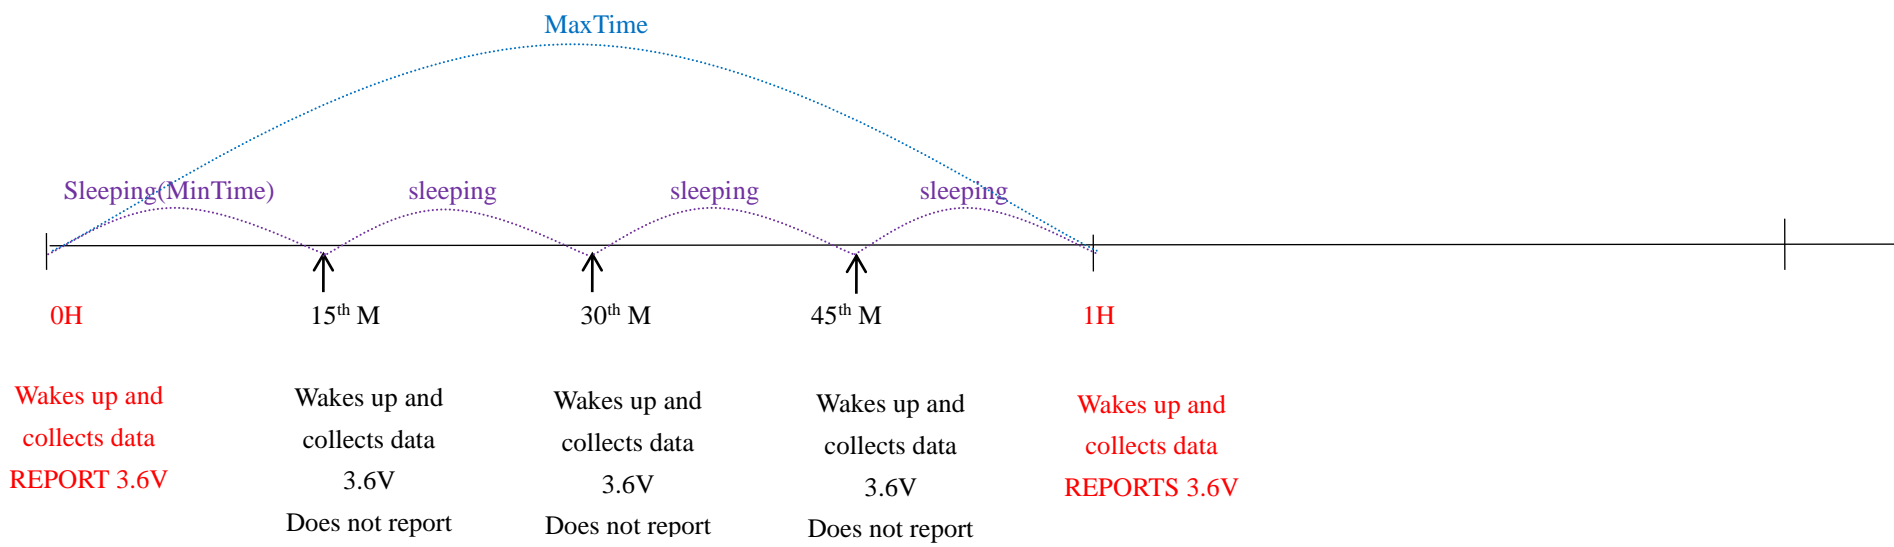 MaxTime
Sleeping(MinTime)
sleeping
sleeping
sleeping
0H
15th M
30th M
45th M
1H
Wakes up and
collects data
REPORT 3.6V
Wakes up and
collects data
3.6V
Does not report
Wakes up and
collects data
3.6V
Does not report
Wakes up and
collects data
3.6V
Does not report
Wakes up and
collects data
REPORTS 3.6V